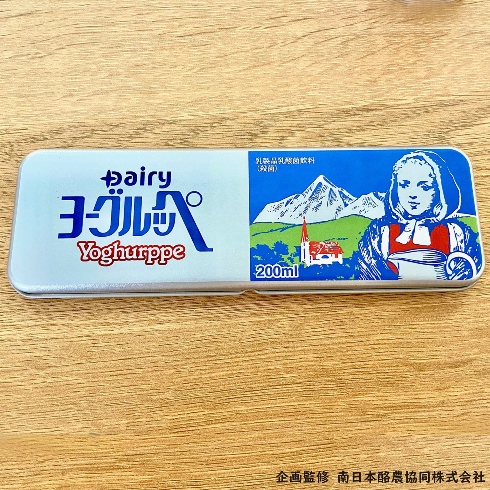 Dairy
ヨーグルッペ
Yoghurppe
乳製品乳酸菌飲料
(殺菌)
200ml
企画監修 南日本酪農協同株式会社